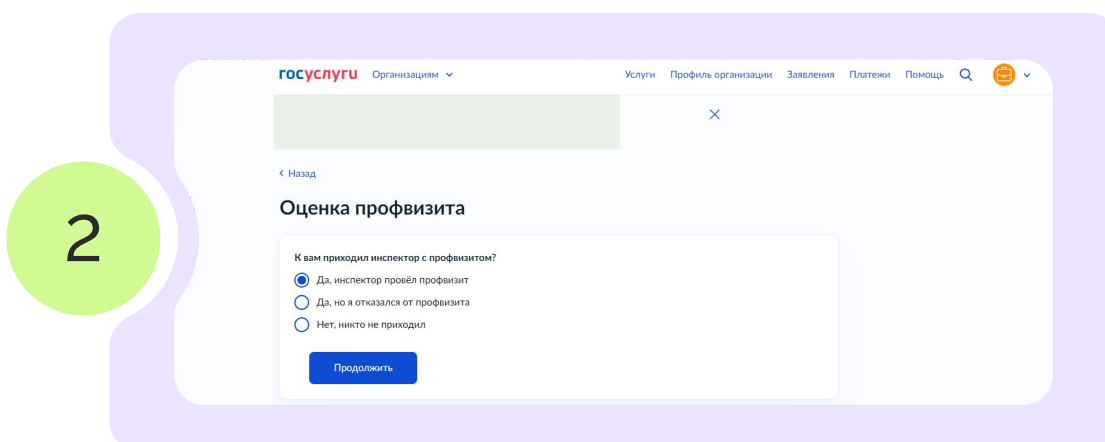 госуслуги Организациям Услуги Профиль организации Заявления Платежи Помощь
Назад
Оценка профвизита
2
К вам приходил инспектор с профвизитом?
Да, инспектор провёл профвизит
Да, но я отказался от профвизита
Нет, никто не приходил
Продолжить